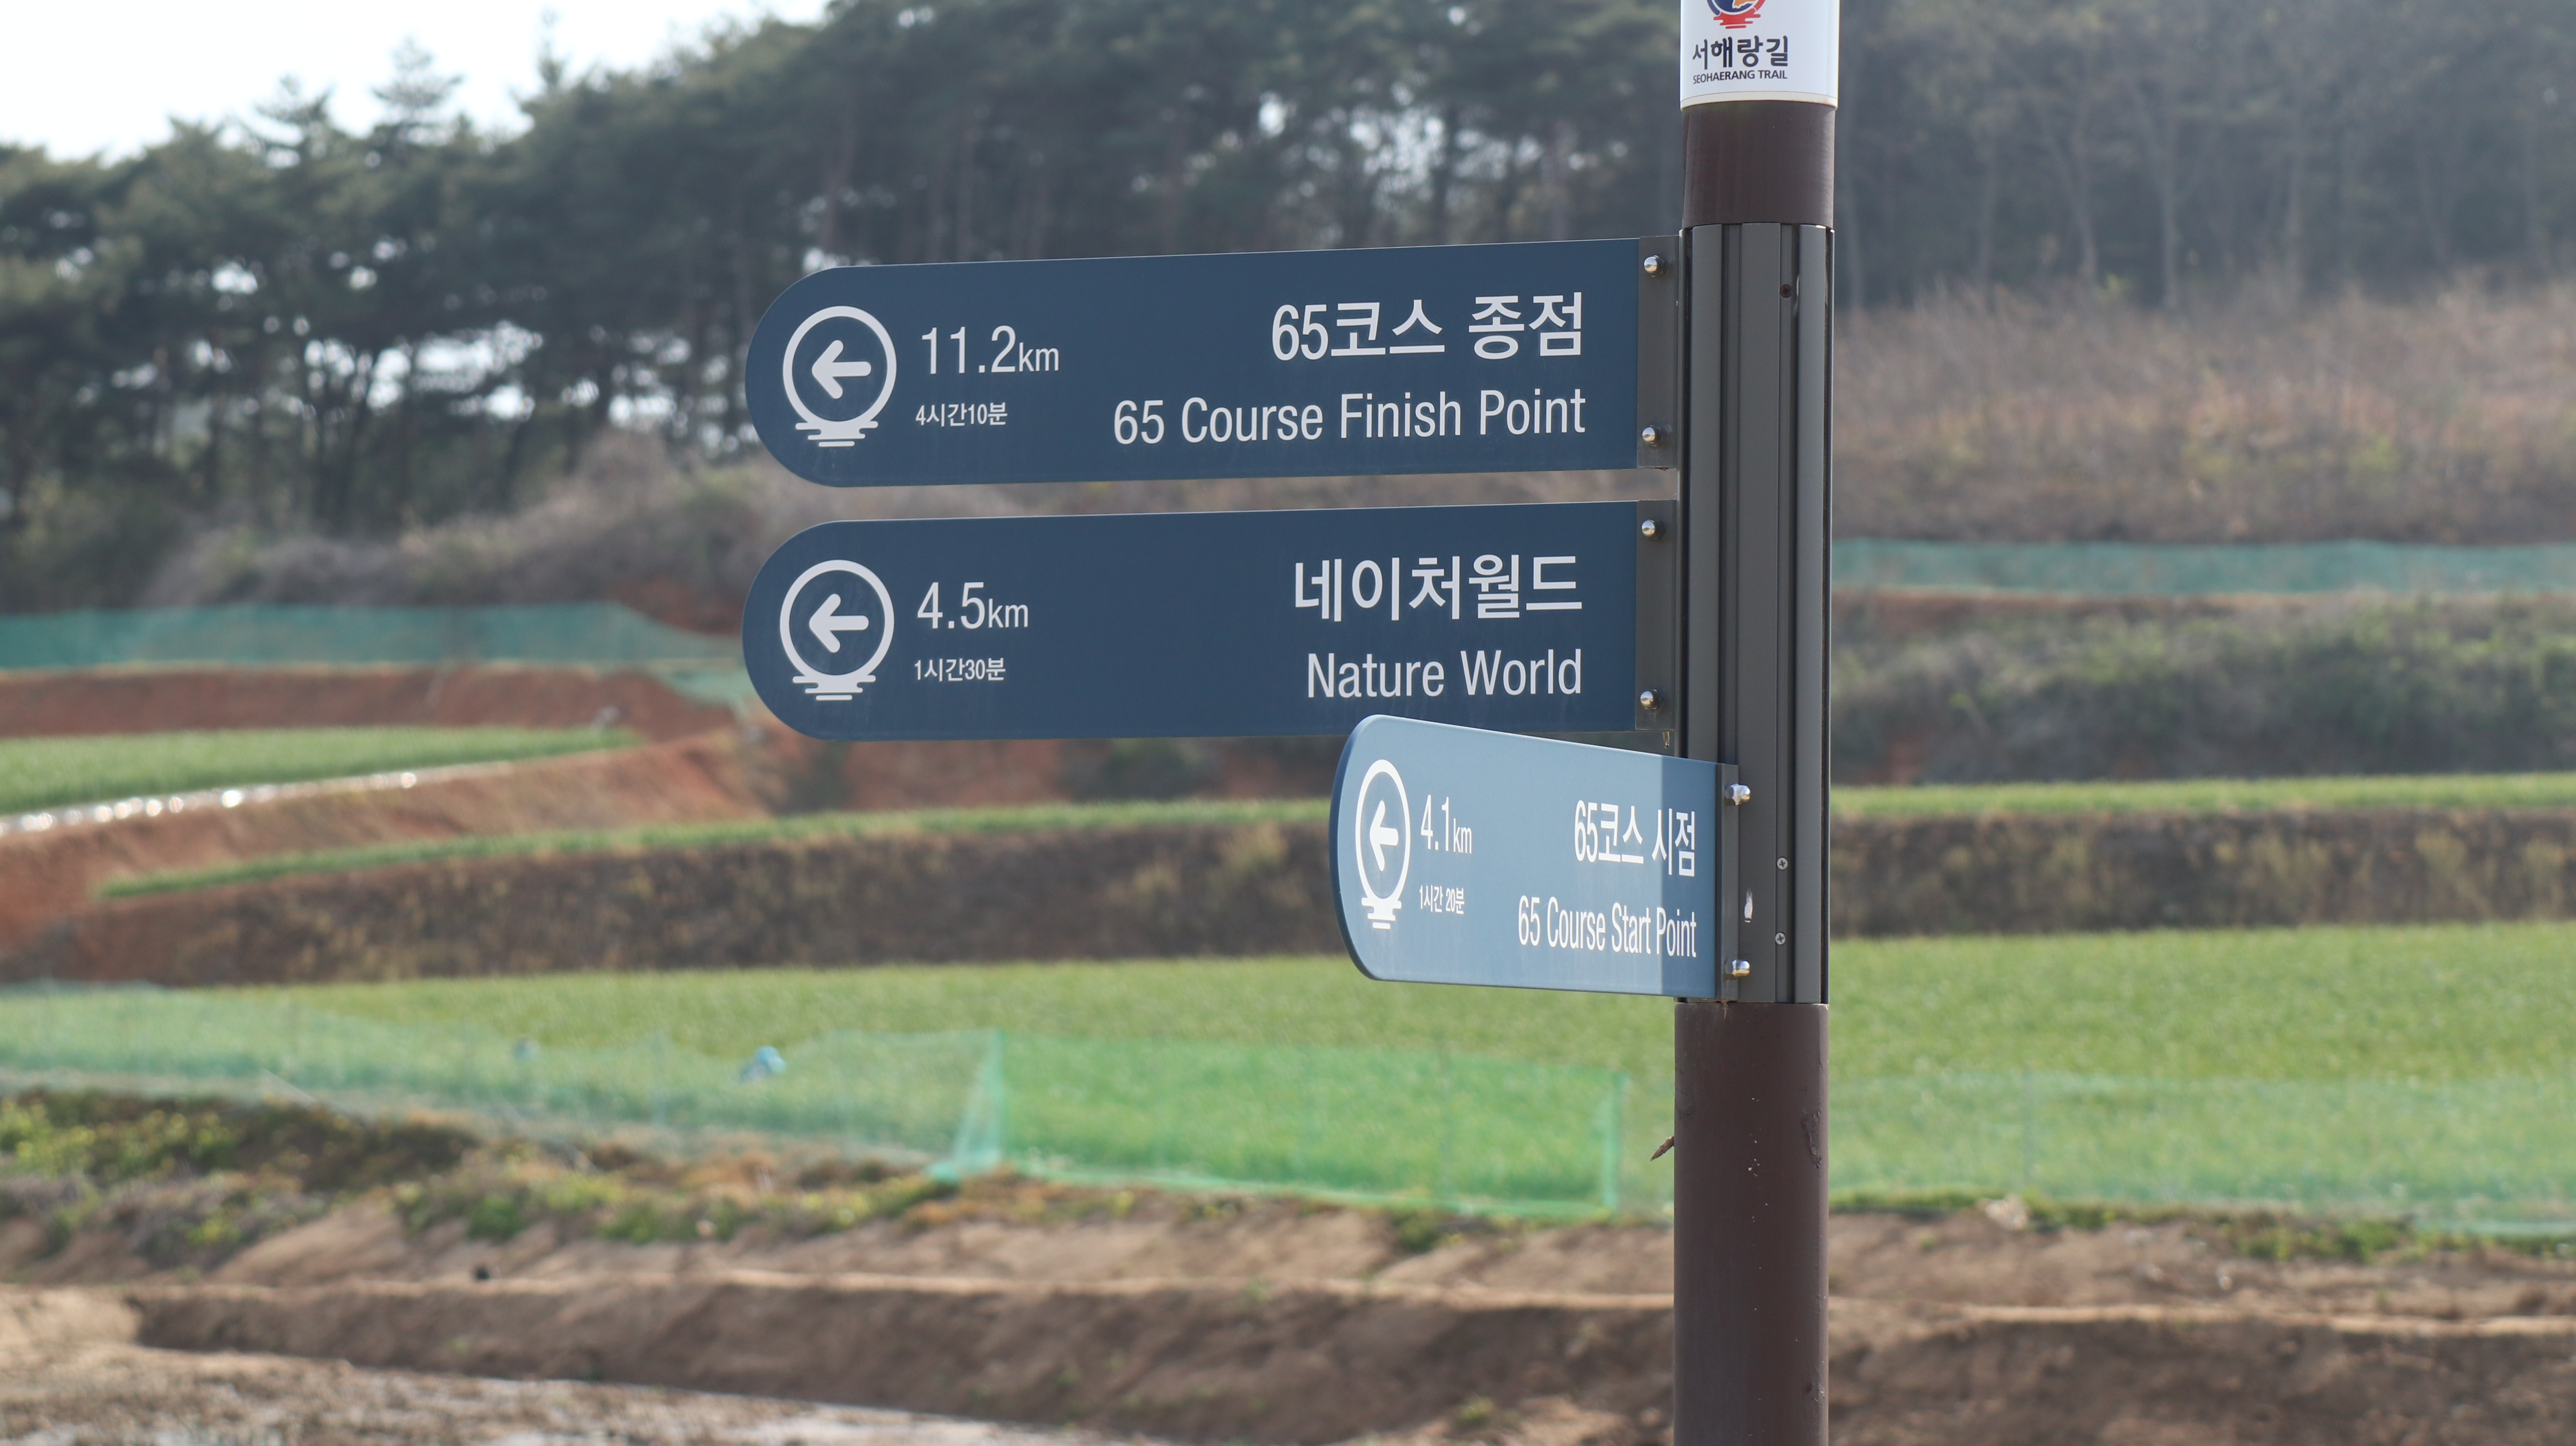 서해랑길
SEOHAERANG TRAIL
11.2km
4시간10분
65코스 종점
65 Course Finish Point
4.5km
1시간30분
네이처월드
Nature World
4.1km
1시간 20분
65코스 시점
65 Course Start Point